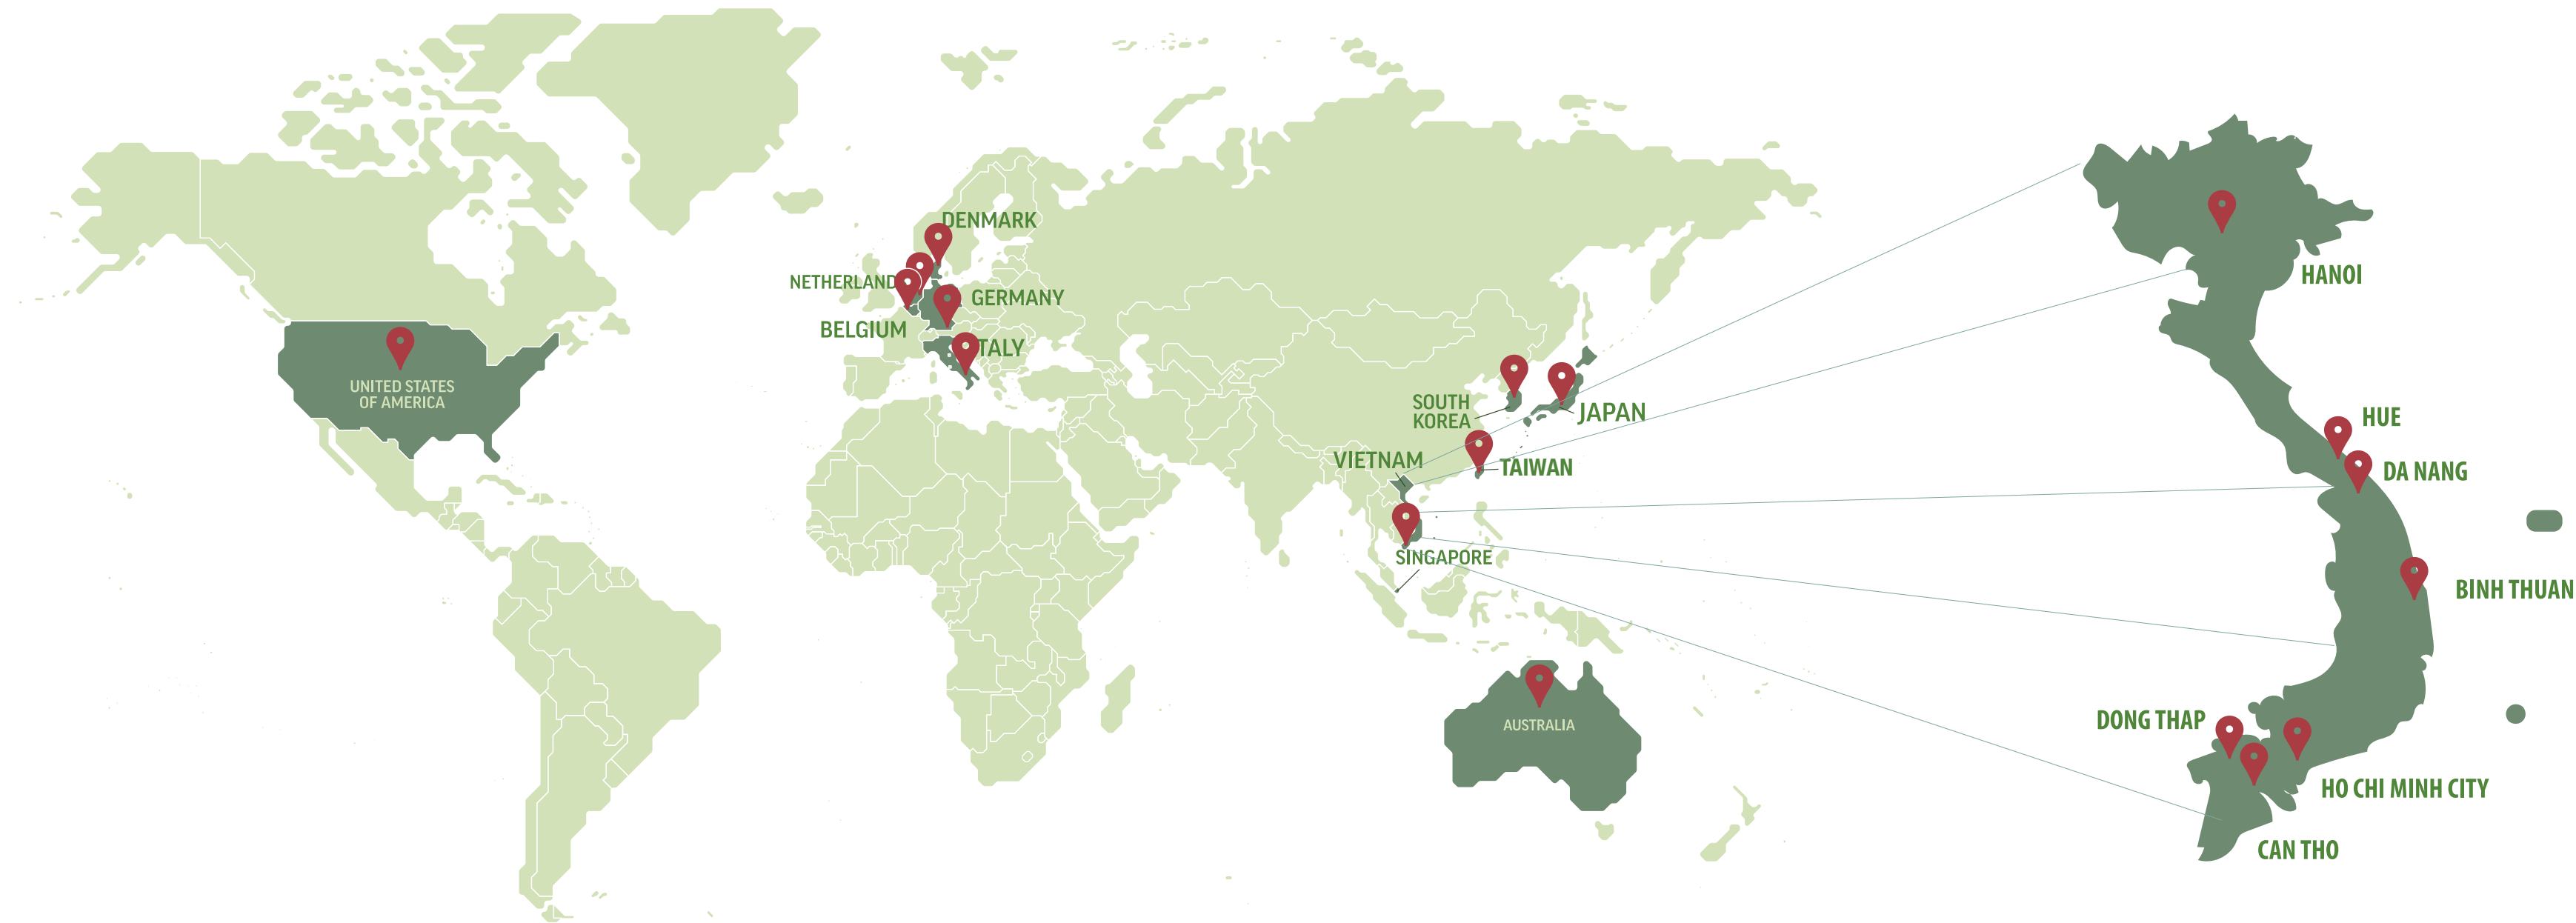 DENMARK
NETHERLAND
GERMANY
BELGIUM
TALY
UNITED STATES
OF AMERICA
SOUTH
KOREA
JAPAN
VIETNAM
TAIWAN
SINGAPORE
AUSTRALIA
HANOI
HUE
DA NANG
BINH THUAN
DONG THAP
HO CHI MINH CITY
CAN THO